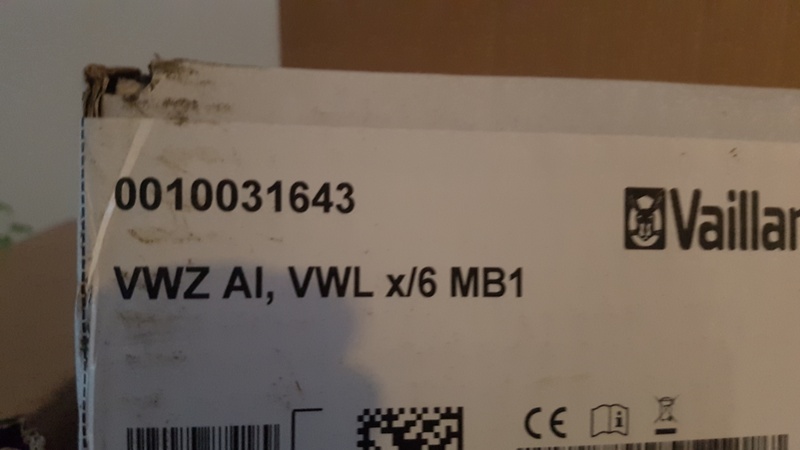 0010031643
Vaillan
VWZ AI, VWL x/6 MB1
CE